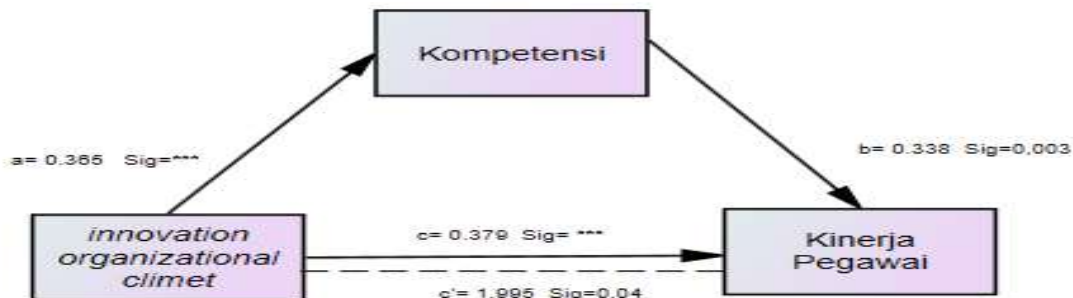 Kompetensi
a= 0.365 Sig=***
b= 0.338 Sig=0,003
innovation
organizational
climet
c= 0.379 Sig= ***
Kinerja
Pegawai
c'= 1.995 Sig=0.04